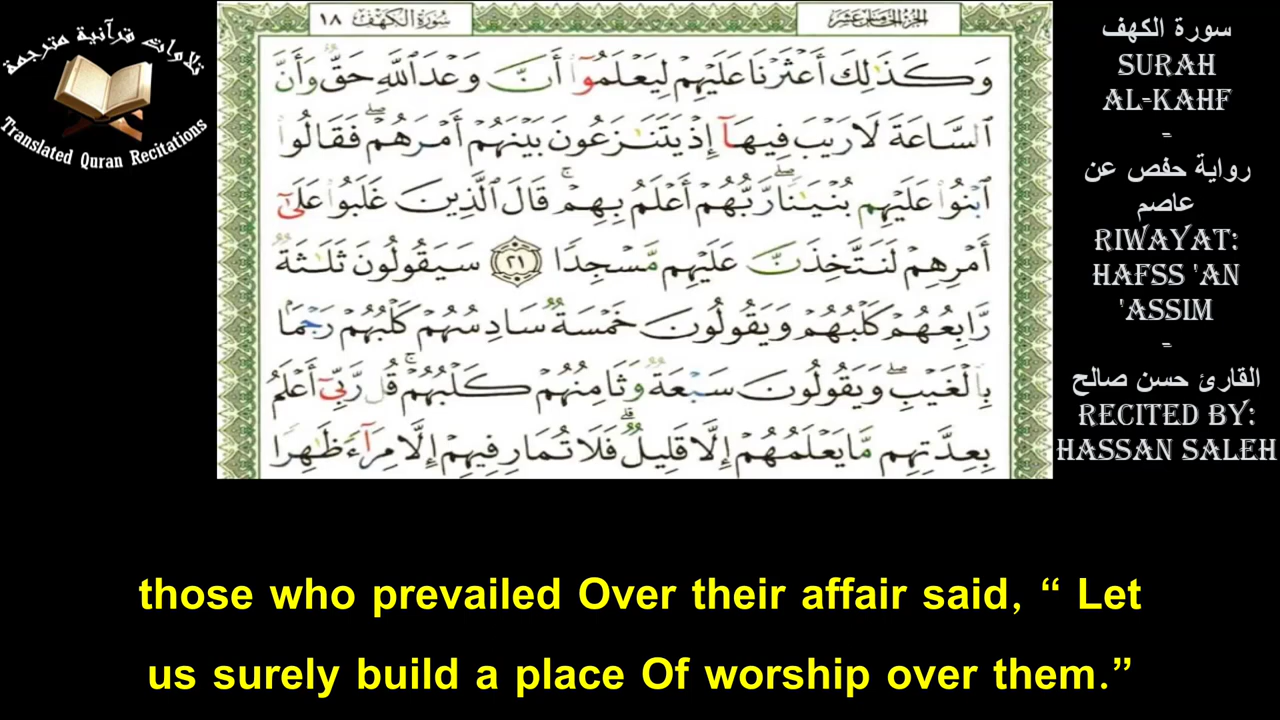 تلاوات قرآنية مترجمة
Translated Quran Recitations
سُورَةُ الكَهْفِ ١٨
الجزء الخامس عشر
وَكَذَٰلِكَ أَعْثَرْنَا عَلَيْهِمْ لِيَعْلَمُوٓا۟ أَنَّ وَعْدَ ٱللَّهِ حَقٌّ وَأَنَّ
ٱلسَّاعَةَ لَا رَيْبَ فِيهَآ إِذْ يَتَنَٰزَعُونَ بَيْنَهُمْ أَمْرَهُمْ ۖ فَقَالُوا۟
ٱبْنُوا۟ عَلَيْهِم بُنْيَٰنًا ۖ رَّبُّهُمْ أَعْلَمُ بِهِمْ ۚ قَالَ ٱلَّذِينَ غَلَبُوا۟ عَلَىٰٓ
أَمْرِهِمْ لَنَتَّخِذَنَّ عَلَيْهِم مَّسْجِدًا ٢١ سَيَقُولُونَ ثَلَٰثَةٌ
رَّابِعُهُمْ كَلْبُهُمْ وَيَقُولُونَ خَمْسَةٌ سَادِسُهُمْ كَلْبُهُمْ رَجْمًۢا
بِٱلْغَيْبِ ۖ وَيَقُولُونَ سَبْعَةٌ وَثَامِنُهُمْ كَلْبُهُمْ ۚ قُل رَّبِّىٓ أَعْلَمُ
بِعِدَّتِهِم مَّا يَعْلَمُهُمْ إِلَّا قَلِيلٌ ۗ فَلَا تُمَارِ فِيهِمْ إِلَّا مِرَآءً ظَٰهِرًا
سورة الكهف
SURAH
AL-KAHF
-
رواية حفص عن
عاصم
RIWAYAT:
HAFSS 'AN
'ASSIM
-
القارئ حسن صالح
RECITED BY:
HASSAN SALEH
those who prevailed Over their affair said, “ Let
us surely build a place Of worship over them.”